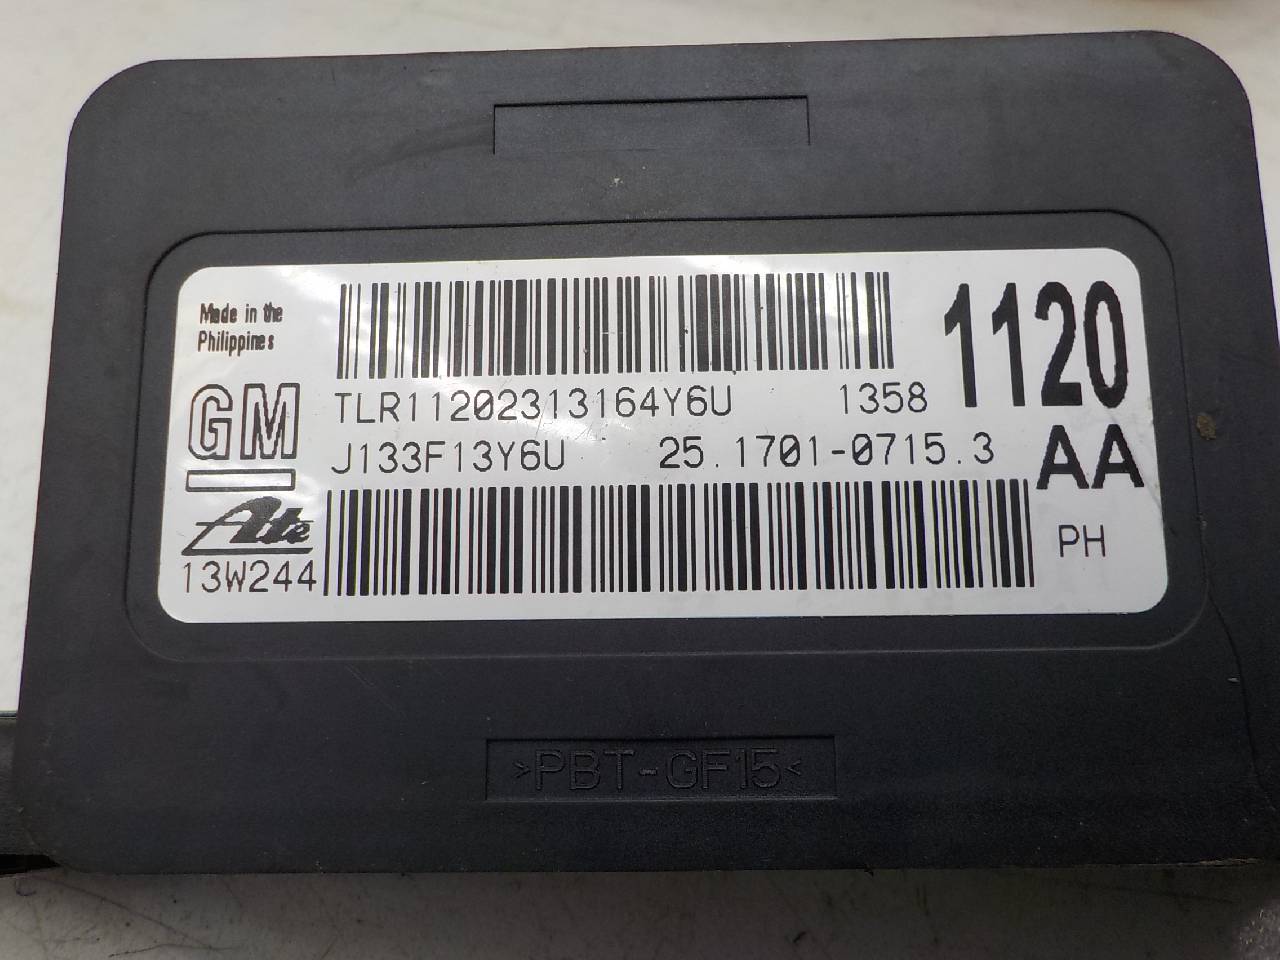 Made in the
Philippines
GM
Ate
13W244
TLR11202313164Y6U 1358
J133F13Y6U 25.1701-0715.3
1120
AA
PH
>PBT-GF15<